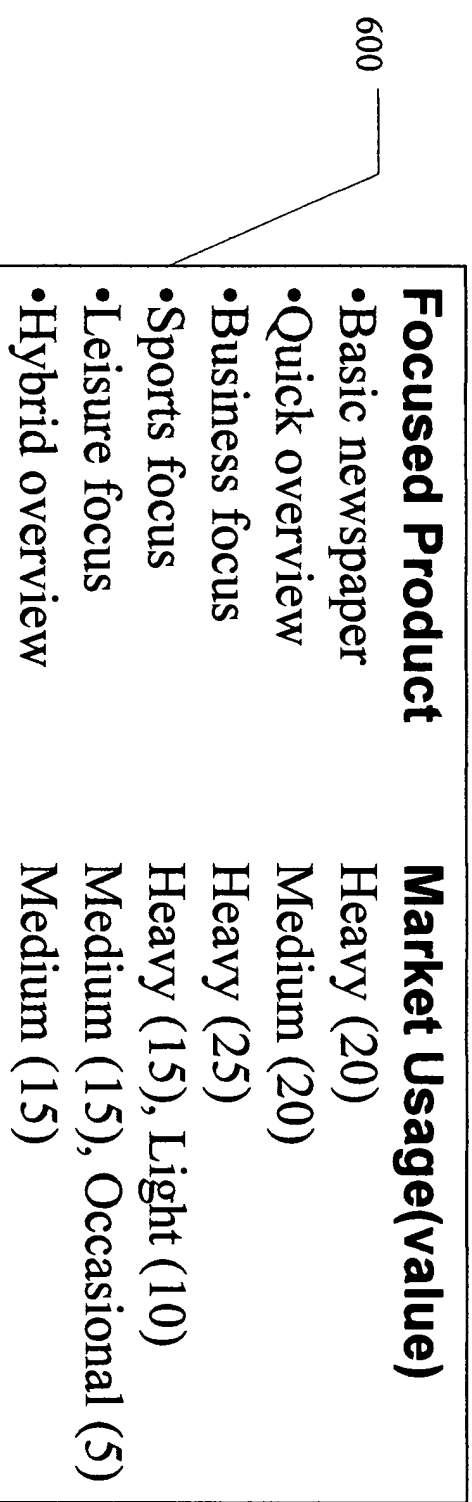 600
Focused Product Market Usage(value)
•Basic newspaper Heavy (20)
•Quick overview Medium (20)
•Business focus Heavy (25)
•Sports focus Heavy (15), Light (10)
•Leisure focus Medium (15), Occasional (5)
•Hybrid overview Medium (15)